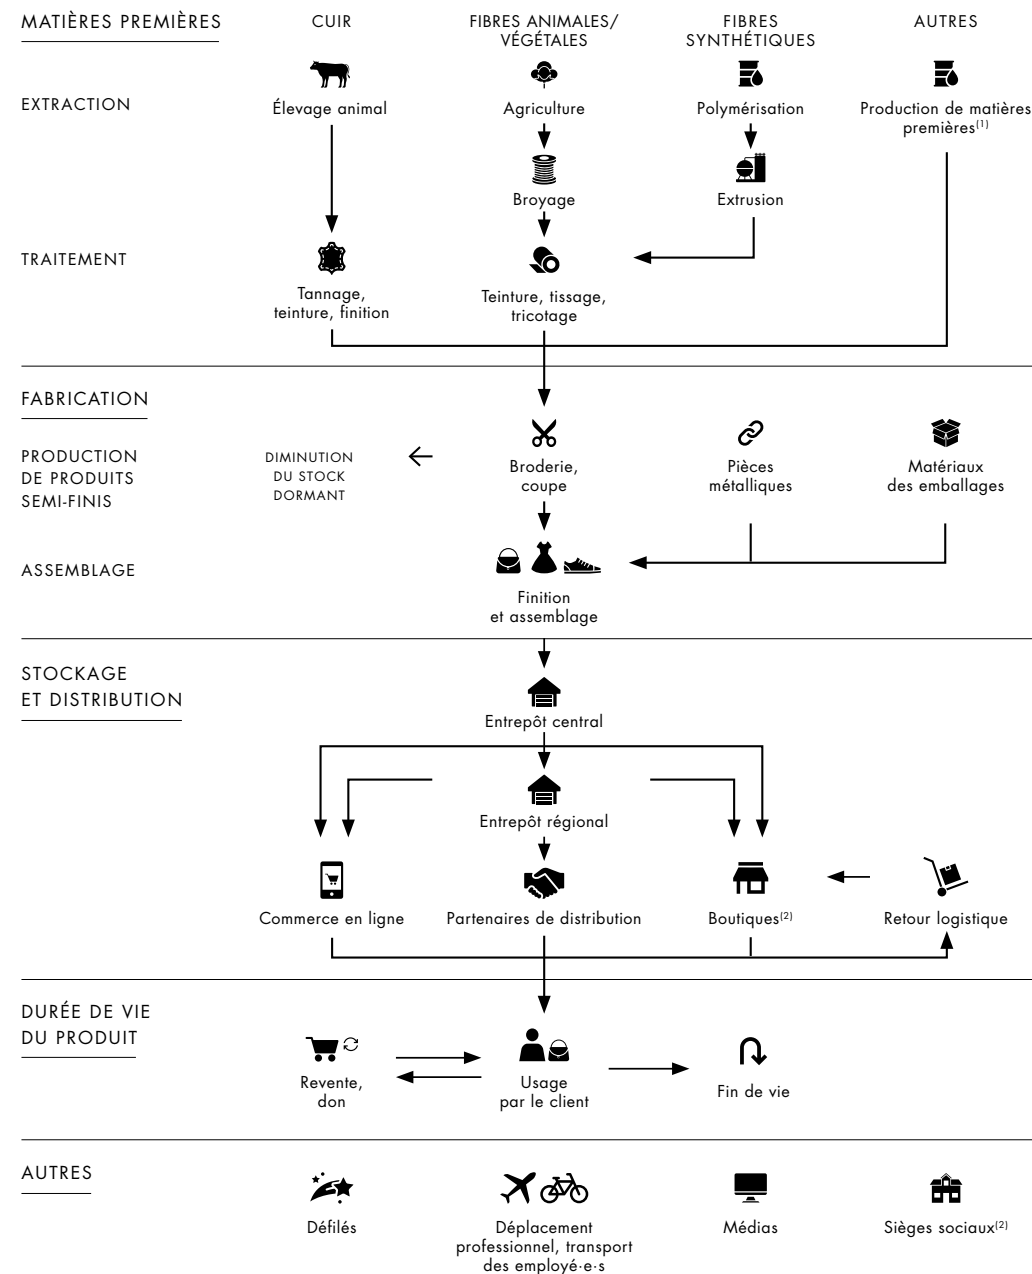 MATIÈRES PREMIÈRES
CUIR
FIBRES ANIMALES/
VÉGÉTALES
FIBRES
SYNTHÉTIQUES
AUTRES
EXTRACTION
Élevage animal
Agriculture
Polymérisation
Production de matières
premières(1)
Broyage
Extrusion
TRAITEMENT
Tannage,
teinture, finition
Teinture, tissage,
tricotage
FABRICATION
PRODUCTION
DE PRODUITS
SEMI-FINIS
DIMINUTION
DU STOCK
DORMANT
Broderie,
coupe
Pièces
métalliques
Matériaux
des emballages
ASSEMBLAGE
Finition
et assemblage
STOCKAGE
ET DISTRIBUTION
Entrepôt central
Entrepôt régional
Commerce en ligne
Partenaires de distribution
Boutiques(2)
Retour logistique
DURÉE DE VIE
DU PRODUIT
Revente,
don
Usage
par le client
Fin de vie
AUTRES
Défilés
Déplacement
professionnel, transport
des employé·e·s
Médias
Sièges sociaux(2)